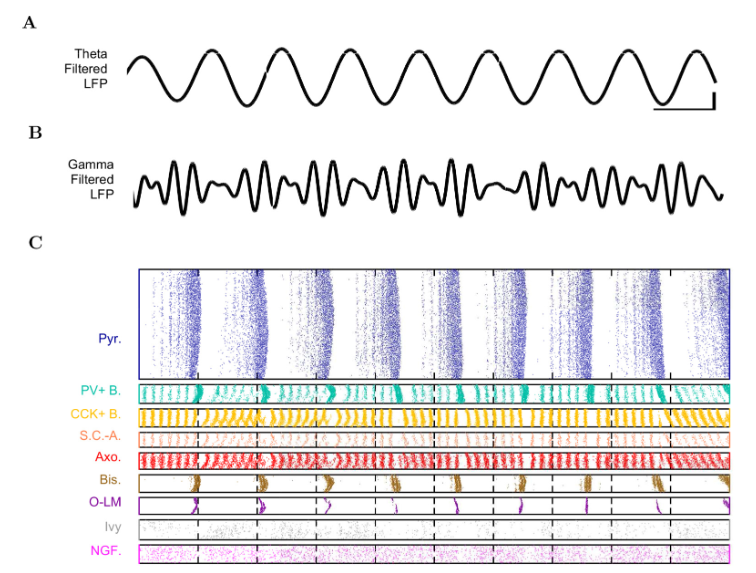 A
Theta
Filtered
LFP
B
Gamma
Filtered
LFP
C
Pyr.
PV+ B.
CCK+ B.
S.C.-A.
Axo.
Bis.
O-LM
Ivy
NGF.